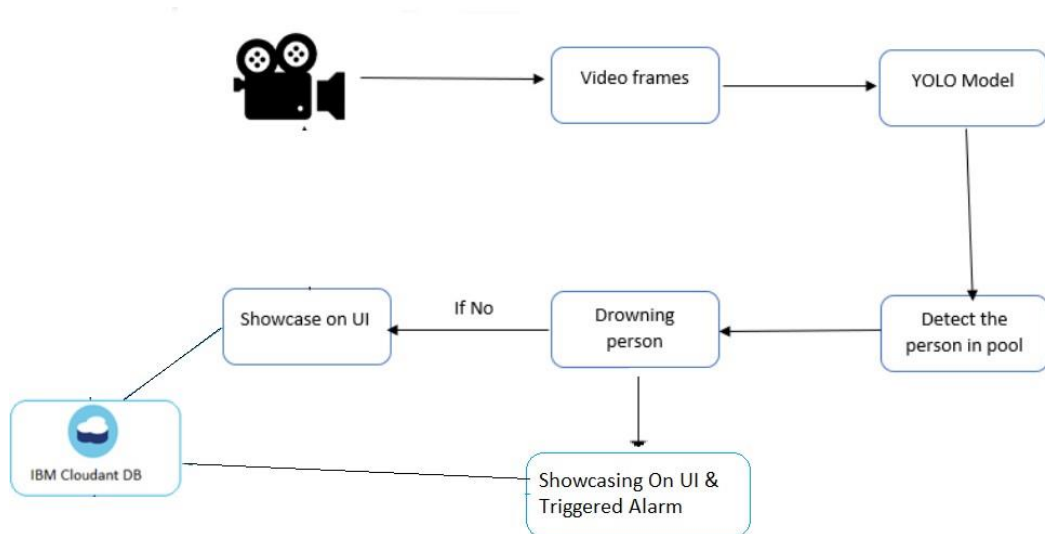 Video frames
YOLO Model
Showcase on UI
If No
Drowning
person
Detect the
person in pool
IBM Cloudant DB
Showcasing On UI &
Triggered Alarm